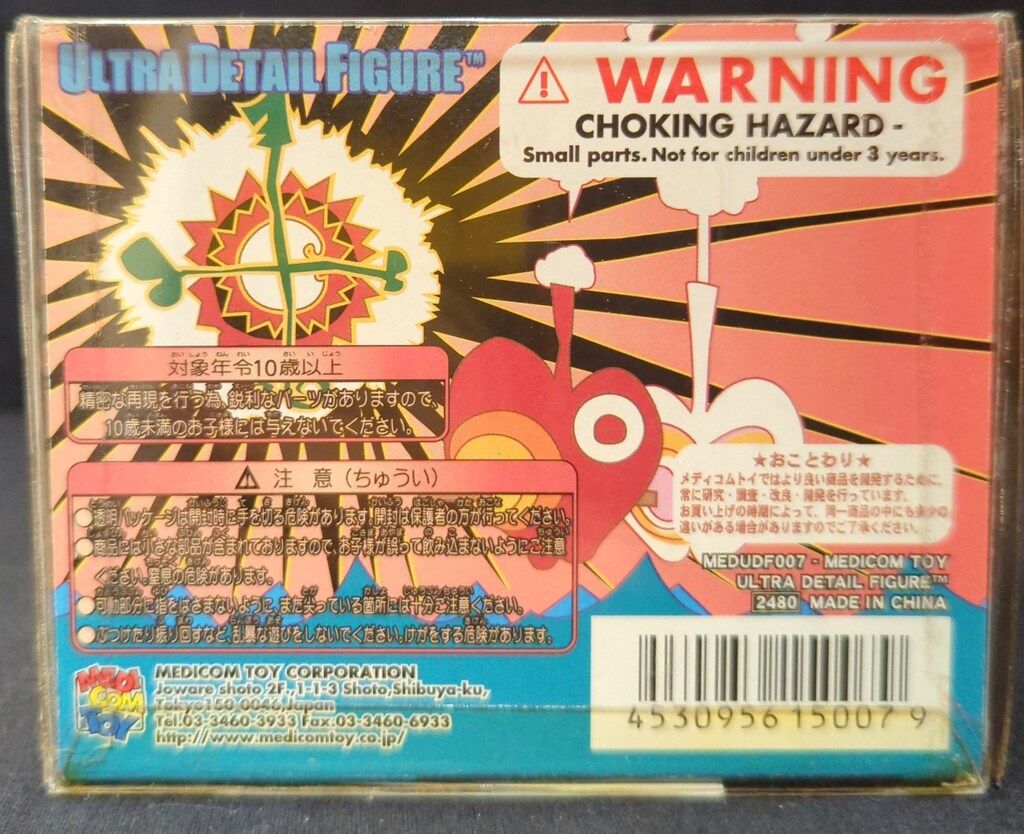 ULTRA DETAIL FIGURE™
WARNING
CHOKING HAZARD -
Small parts. Not for children under 3 years.
たいしょうねんれい さいいじょう
対象年令10歳以上
精密な再現を行う為、鋭利なパーツがありますので、
10歳未満のお子様には与えないでください。
注意(ちゅうい)
●透明パッケージは開封時に手を切る危険があります。開封は保護者の方が行ってください。
●商品には小さな部品が含まれておりますので、お子様が誤って飲み込まないようにご注意
ください。窒息の危険があります。
●可動部分に指をはさまないように、また尖っている箇所には十分ご注意ください。
●ぶつけたり振り回すなど、乱暴な遊びをしないでください。けがをする危険があります。
★おことわり★
メディコムトイではより良い商品を開発するために、
常に研究・調査・改良・開発を行っています。
お買い上げの時期によって、同一商品の中にも多少の
違いがある場合がありますのでご了承ください。
MEDUDF007 - MEDICOM TOY
ULTRA DETAIL FIGURE™
2480 MADE IN CHINA
MEDI
COM
TOY
MEDICOM TOY CORPORATION
Joware shoto 2F., 1-1-3 Shoto, Shibuya-ku,
Tokyo 150-0046, Japan
Tel.03-3460-3933 Fax.03-3460-6933
http://www.medicomtoy.co.jp/
4530956150079